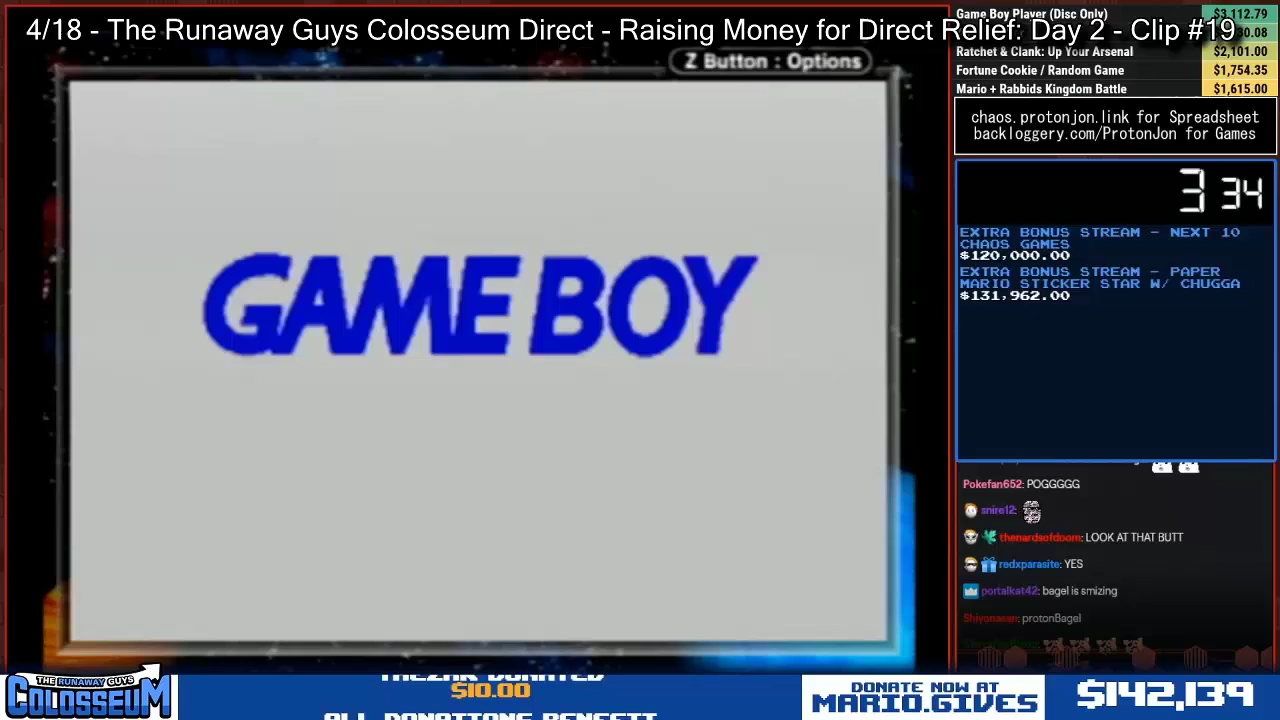 4/18 - The Runaway Guys Colosseum Direct - Raising Money for Direct Relief: Day 2 - Clip #19
Z Button : Options
GAME BOY
Game Boy Player (Disc Only) $3,112.79
Ratchet & Clank: Up Your Arsenal $2,101.00
Fortune Cookie / Random Game $1,754.35
Mario + Rabbids Kingdom Battle $1,615.00
chaos.protonjon.link for Spreadsheet
backloggery.com/ProtonJon for Games
3 34
EXTRA BONUS STREAM - NEXT 10
CHAOS GAMES
$120,000.00
EXTRA BONUS STREAM - PAPER
MARIO STICKER STAR W/ CHUGGA
$131,962.00
Pokefan652: POGGGGG
snire12:
thenardsofdoom: LOOK AT THAT BUTT
redxparasite: YES
portalkat42: bagel is smizing
protonBagel
THE RUNAWAY GUYS
COLOSSEUM
DONATED
$10.00
ALL DONATIONS BENEFIT
DONATE NOW AT
MARIO.GIVES
$142,139